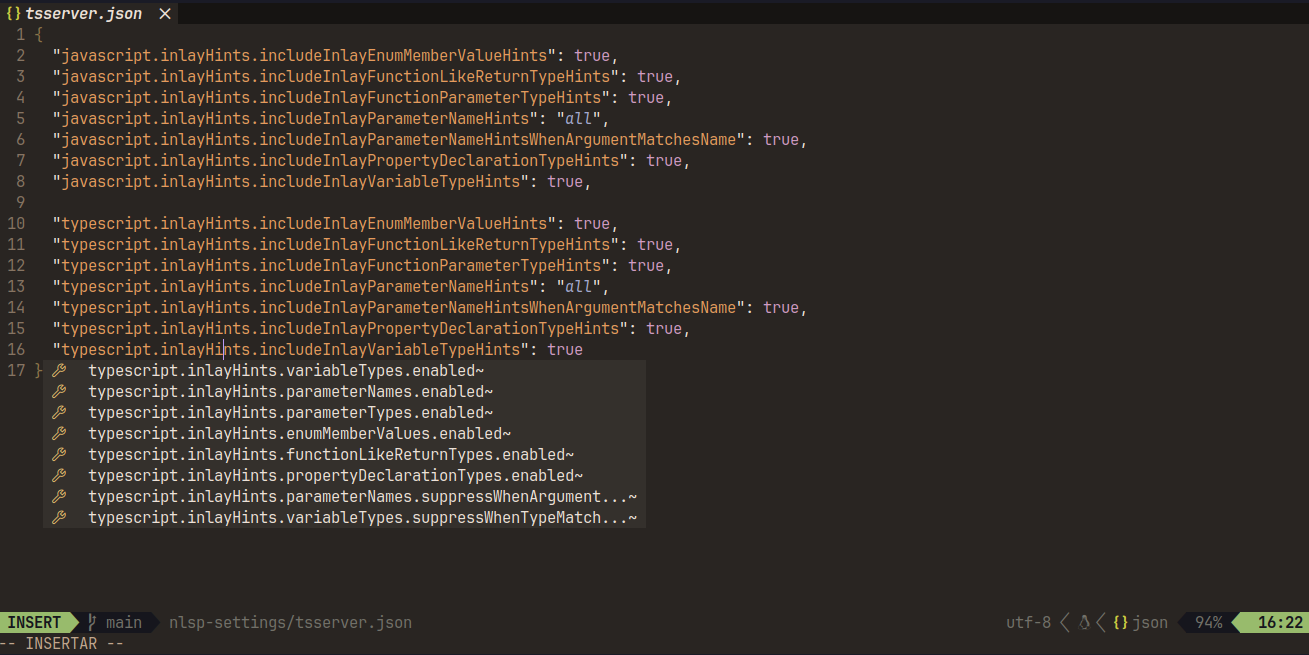 {} tsserver.json ×
1 {
2 "javascript.inlayHints.includeInlayEnumMemberValueHints": true,
3 "javascript.inlayHints.includeInlayFunctionLikeReturnTypeHints": true,
4 "javascript.inlayHints.includeInlayFunctionParameterTypeHints": true,
5 "javascript.inlayHints.includeInlayParameterNameHints": "all",
6 "javascript.inlayHints.includeInlayParameterNameHintsWhenArgumentMatchesName": true,
7 "javascript.inlayHints.includeInlayPropertyDeclarationTypeHints": true,
8 "javascript.inlayHints.includeInlayVariableTypeHints": true,
9
10 "typescript.inlayHints.includeInlayEnumMemberValueHints": true,
11 "typescript.inlayHints.includeInlayFunctionLikeReturnTypeHints": true,
12 "typescript.inlayHints.includeInlayFunctionParameterTypeHints": true,
13 "typescript.inlayHints.includeInlayParameterNameHints": "all",
14 "typescript.inlayHints.includeInlayParameterNameHintsWhenArgumentMatchesName": true,
15 "typescript.inlayHints.includeInlayPropertyDeclarationTypeHints": true,
16 "typescript.inlayHints.includeInlayVariableTypeHints": true
17 } typescript.inlayHints.variableTypes.enabled~
typescript.inlayHints.parameterNames.enabled~
typescript.inlayHints.parameterTypes.enabled~
typescript.inlayHints.enumMemberValues.enabled~
typescript.inlayHints.functionLikeReturnTypes.enabled~
typescript.inlayHints.propertyDeclarationTypes.enabled~
typescript.inlayHints.parameterNames.suppressWhenArgument...~
typescript.inlayHints.variableTypes.suppressWhenTypeMatch...~
INSERT main nlsp-settings/tsserver.json utf-8 {} json 94% 16:22
-- INSERTAR --